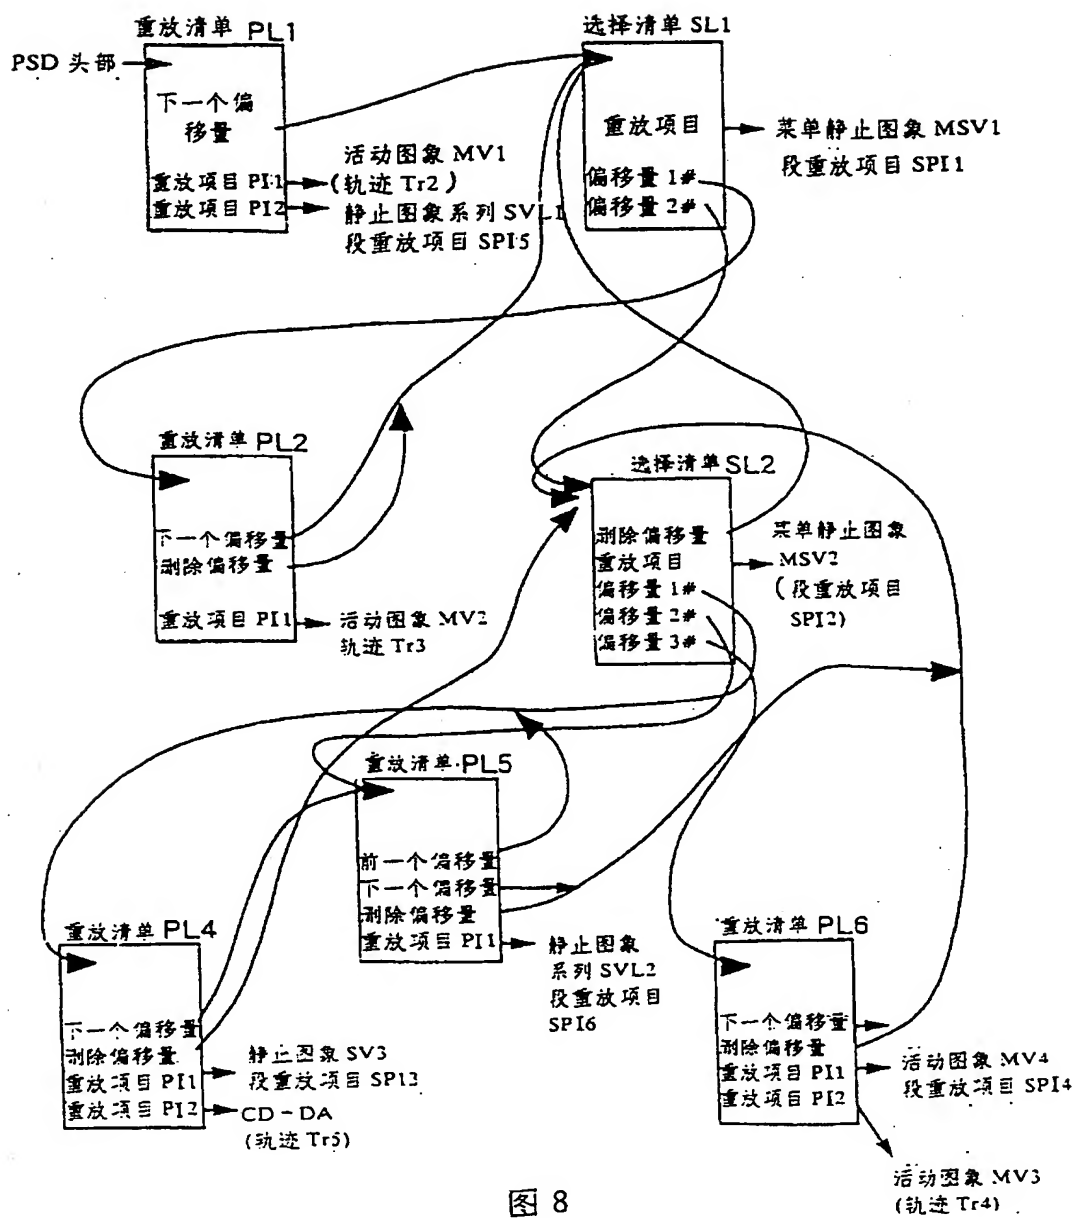 重放清单 PL1
PSD 头部
下一个偏
移量
重放项目 PI1
重放项目 PI2
活动图象 MV1
(轨迹 Tr2)
静止图象系列 SVL1
段重放项目 SPI5
选择清单 SL1
重放项目
偏移量 1#
偏移量 2#
菜单静止图象 MSV1
段重放项目 SPI1
重放清单 PL2
下一个偏移量
删除偏移量
重放项目 PI1
活动图象 MV2
轨迹 Tr3
选择清单 SL2
删除偏移量
重放项目
偏移量 1#
偏移量 2#
偏移量 3#
菜单静止图象
MSV2
(段重放项目
SPI2)
重放清单 PL5
前一个偏移量
下一个偏移量
删除偏移量
重放项目 PI1
静止图象
系列 SVL2
段重放项目
SPI6
重放清单 PL4
下一个偏移量
删除偏移量
重放项目 PI1
重放项目 PI2
静止图象 SV3
段重放项目 SPI3
CD-DA
(轨迹 Tr5)
重放清单 PL6
下一个偏移量
删除偏移量
重放项目 PI1
重放项目 PI2
活动图象 MV4
段重放项目 SPI4
活动图象 MV3
(轨迹 Tr4)
图 8